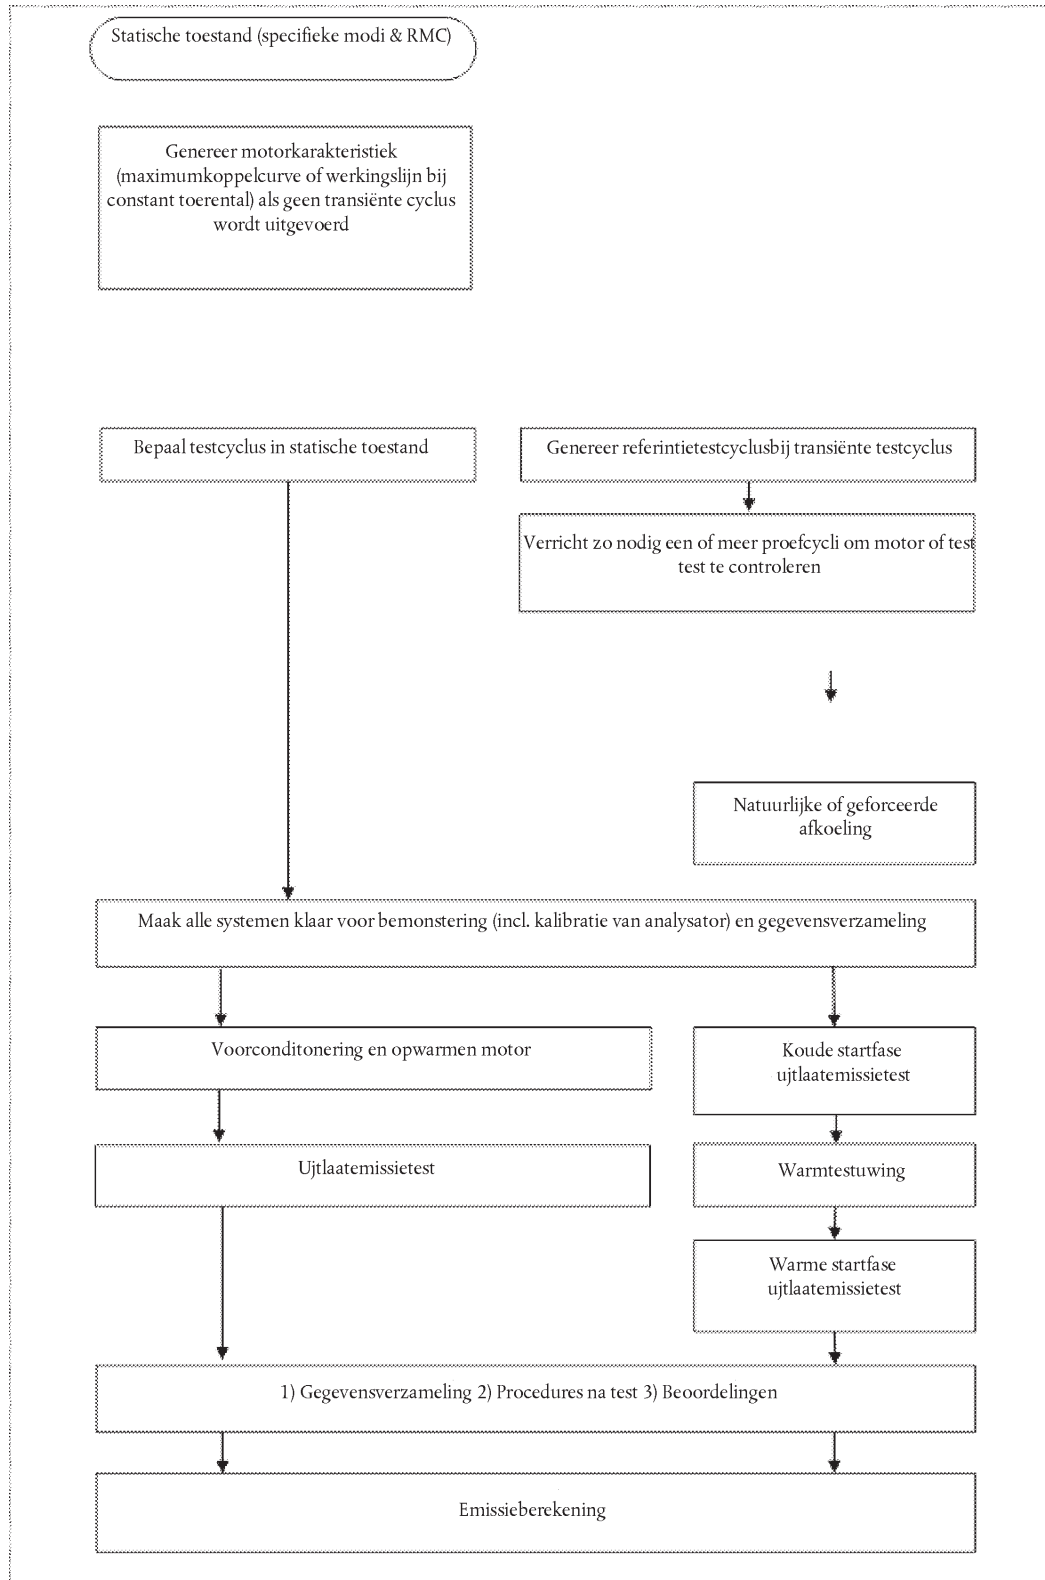 Statische toestand (specifieke modi & RMC)
Genereer motorkarakteristiek
(maximumkoppelcurve of werkingslijn bij
constant toerental) als geen transiënte cyclus
wordt uitgevoerd
Bepaal testcyclus in statische toestand
Genereer referintietestcyclusbij transiënte testcyclus
Verricht zo nodig een of meer proefcycli om motor of test
test te controleren
Natuurlijke of geforceerde
afkoeling
Maak alle systemen klaar voor bemonstering (incl. kalibratie van analysator) en gegevensverzameling
Voorconditonering en opwarmen motor
Koude startfase
ujtlaatemissietest
Ujtlaatemissietest
Warmtestuwing
Warme startfase
ujtlaatemissietest
1) Gegevensverzameling 2) Procedures na test 3) Beoordelingen
Emissieberekening